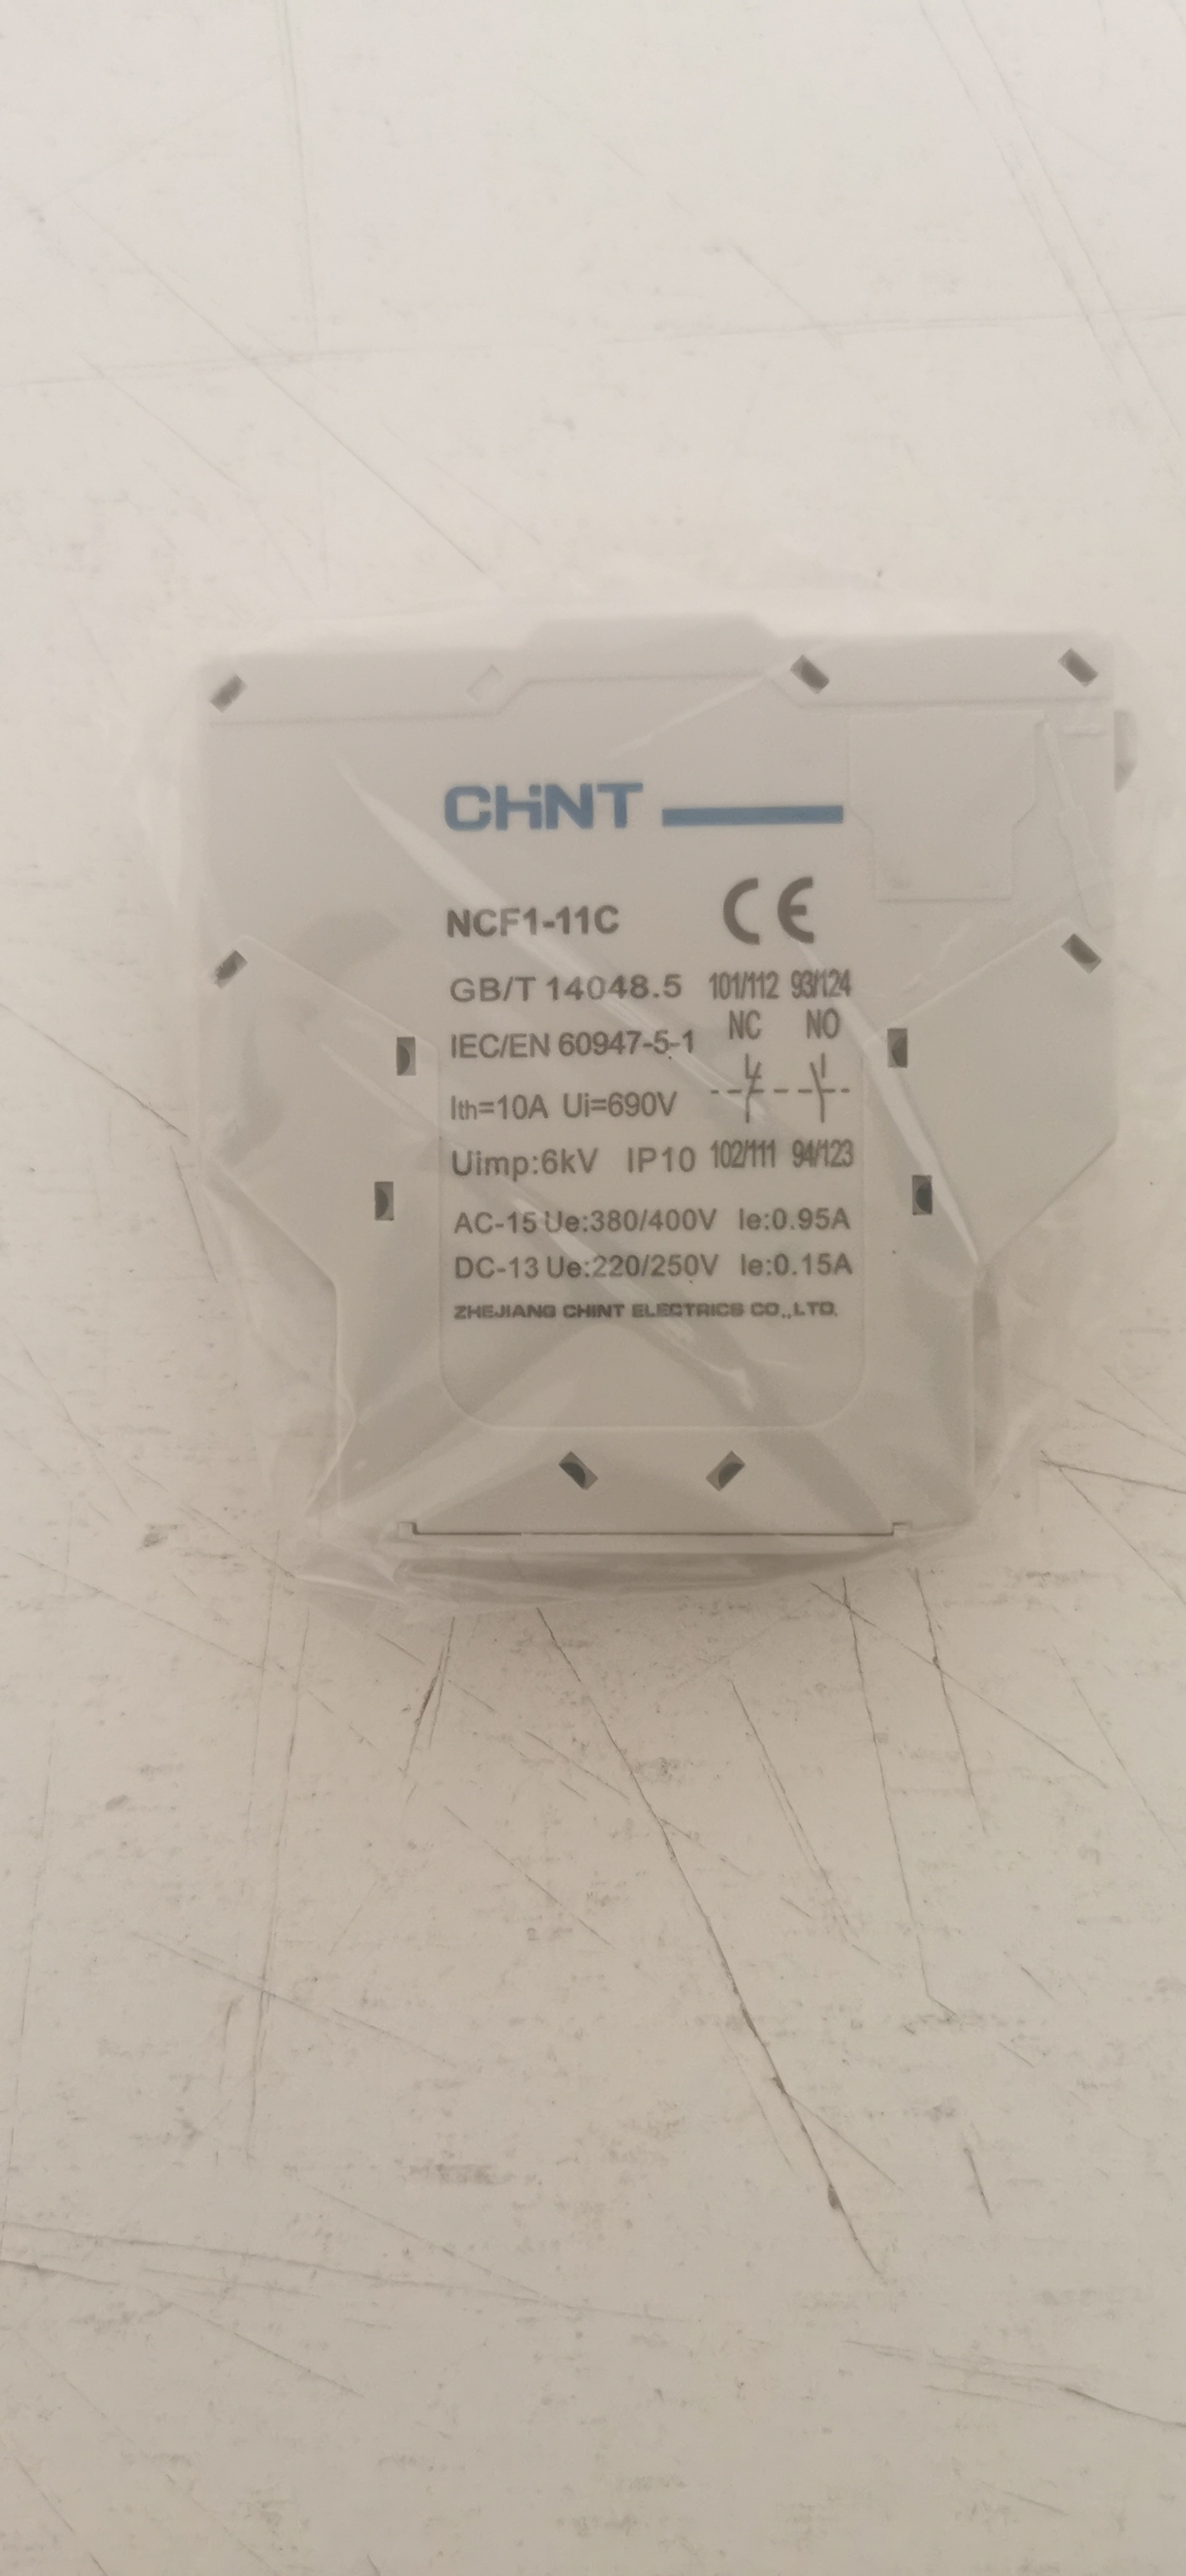 CHNT
NCF1-11C CE
GB/T 14048.5 101/112 93/124
NC NO
IEC/EN 60947-5-1
Ith=10A Ui=690V
Uimp:6kV IP10 102/111 94/123
AC-15 Ue:380/400V Ie:0.95A
DC-13 Ue:220/250V Ie:0.15A
ZHEJIANG CHINT ELECTRICS CO.,LTD.